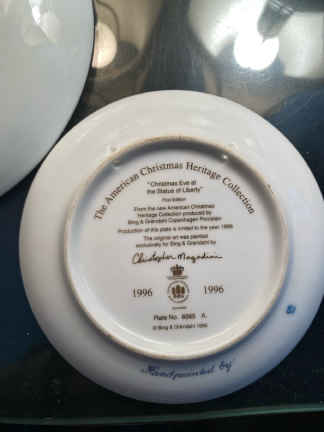 The American Christmas Heritage Collection
"Christmas Eve at
the Statue of Liberty"
First Edition
From the new American Christmas
Heritage Collection produced by
Bing & Grøndahl Copenhagen Porcelain
Production of this plate is limited to the year 1996
The original art was painted
exclusively for Bing & Grøndahl by
Christopher Magadini
1996 1996
Plate No. A
© Bing & Grøndahl 1996
Handpainted by